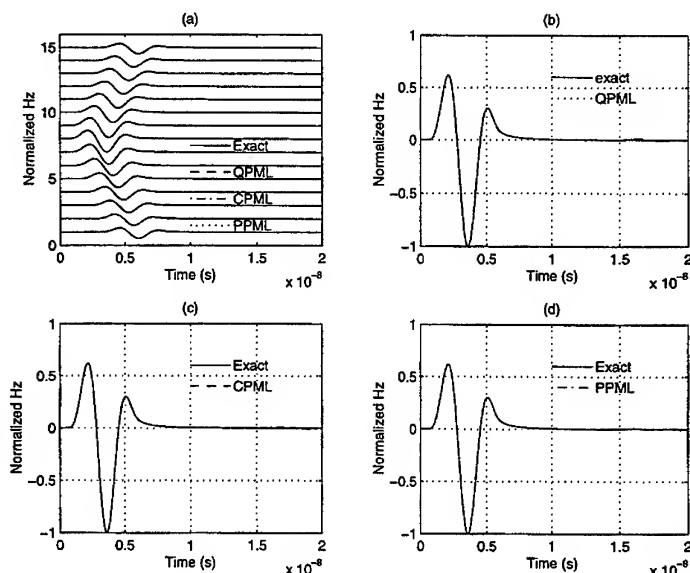 (a)
Normalized Hz
15
10
5
0
Exact
QPML
CPML
PPML
0 0.5 1 1.5 2
Time (s)
x 10⁻⁸
(b)
Normalized Hz
1
0.5
0
−0.5
−1
exact
QPML
0 0.5 1 1.5 2
Time (s)
x 10⁻⁸
(c)
Normalized Hz
1
0.5
0
−0.5
−1
Exact
CPML
0 0.5 1 1.5 2
Time (s)
x 10⁻⁸
(d)
Normalized Hz
1
0.5
0
−0.5
−1
Exact
PPML
0 0.5 1 1.5 2
Time (s)
x 10⁻⁸